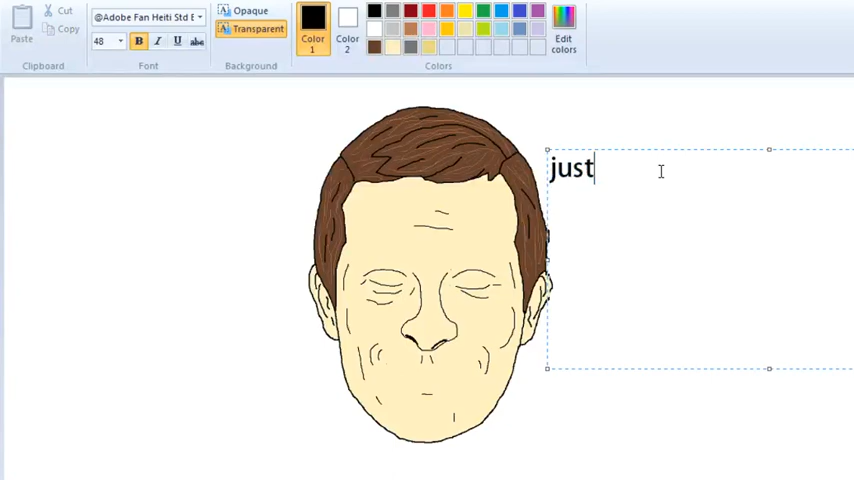 @Adobe Fan Heiti Std E
Opaque
Cut
Paste
Copy
48
B
I
U
abc
Transparent
Color 1
Color 2
Edit colors
Clipboard
Font
Background
Colors
just